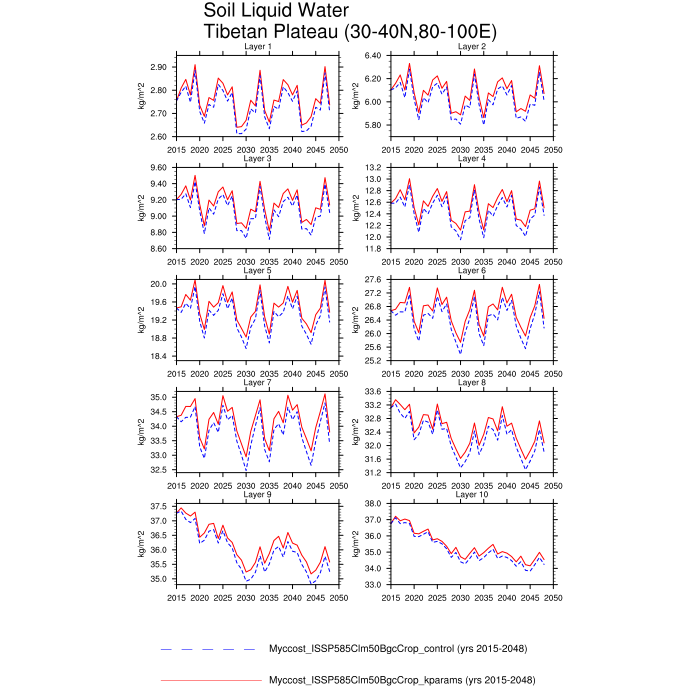 Soil Liquid Water
Tibetan Plateau (30-40N,80-100E)
Layer 1
kg/m^2
2.90
2.80
2.70
2.60
2015 2020 2025 2030 2035 2040 2045 2050
Layer 2
kg/m^2
6.40
6.20
6.00
5.80
2015 2020 2025 2030 2035 2040 2045 2050
Layer 3
kg/m^2
9.60
9.40
9.20
9.00
8.80
8.60
2015 2020 2025 2030 2035 2040 2045 2050
Layer 4
kg/m^2
13.2
13.0
12.8
12.6
12.4
12.2
12.0
11.8
2015 2020 2025 2030 2035 2040 2045 2050
Layer 5
kg/m^2
20.0
19.6
19.2
18.8
18.4
2015 2020 2025 2030 2035 2040 2045 2050
Layer 6
kg/m^2
27.6
27.2
26.8
26.4
26.0
25.6
25.2
2015 2020 2025 2030 2035 2040 2045 2050
Layer 7
kg/m^2
35.0
34.5
34.0
33.5
33.0
32.5
2015 2020 2025 2030 2035 2040 2045 2050
Layer 8
kg/m^2
33.6
33.2
32.8
32.4
32.0
31.6
31.2
2015 2020 2025 2030 2035 2040 2045 2050
Layer 9
kg/m^2
37.5
37.0
36.5
36.0
35.5
35.0
2015 2020 2025 2030 2035 2040 2045 2050
Layer 10
kg/m^2
38.0
37.0
36.0
35.0
34.0
33.0
2015 2020 2025 2030 2035 2040 2045 2050
Myccost_ISSP585Clm50BgcCrop_control (yrs 2015-2048)
Myccost_ISSP585Clm50BgcCrop_kparams (yrs 2015-2048)